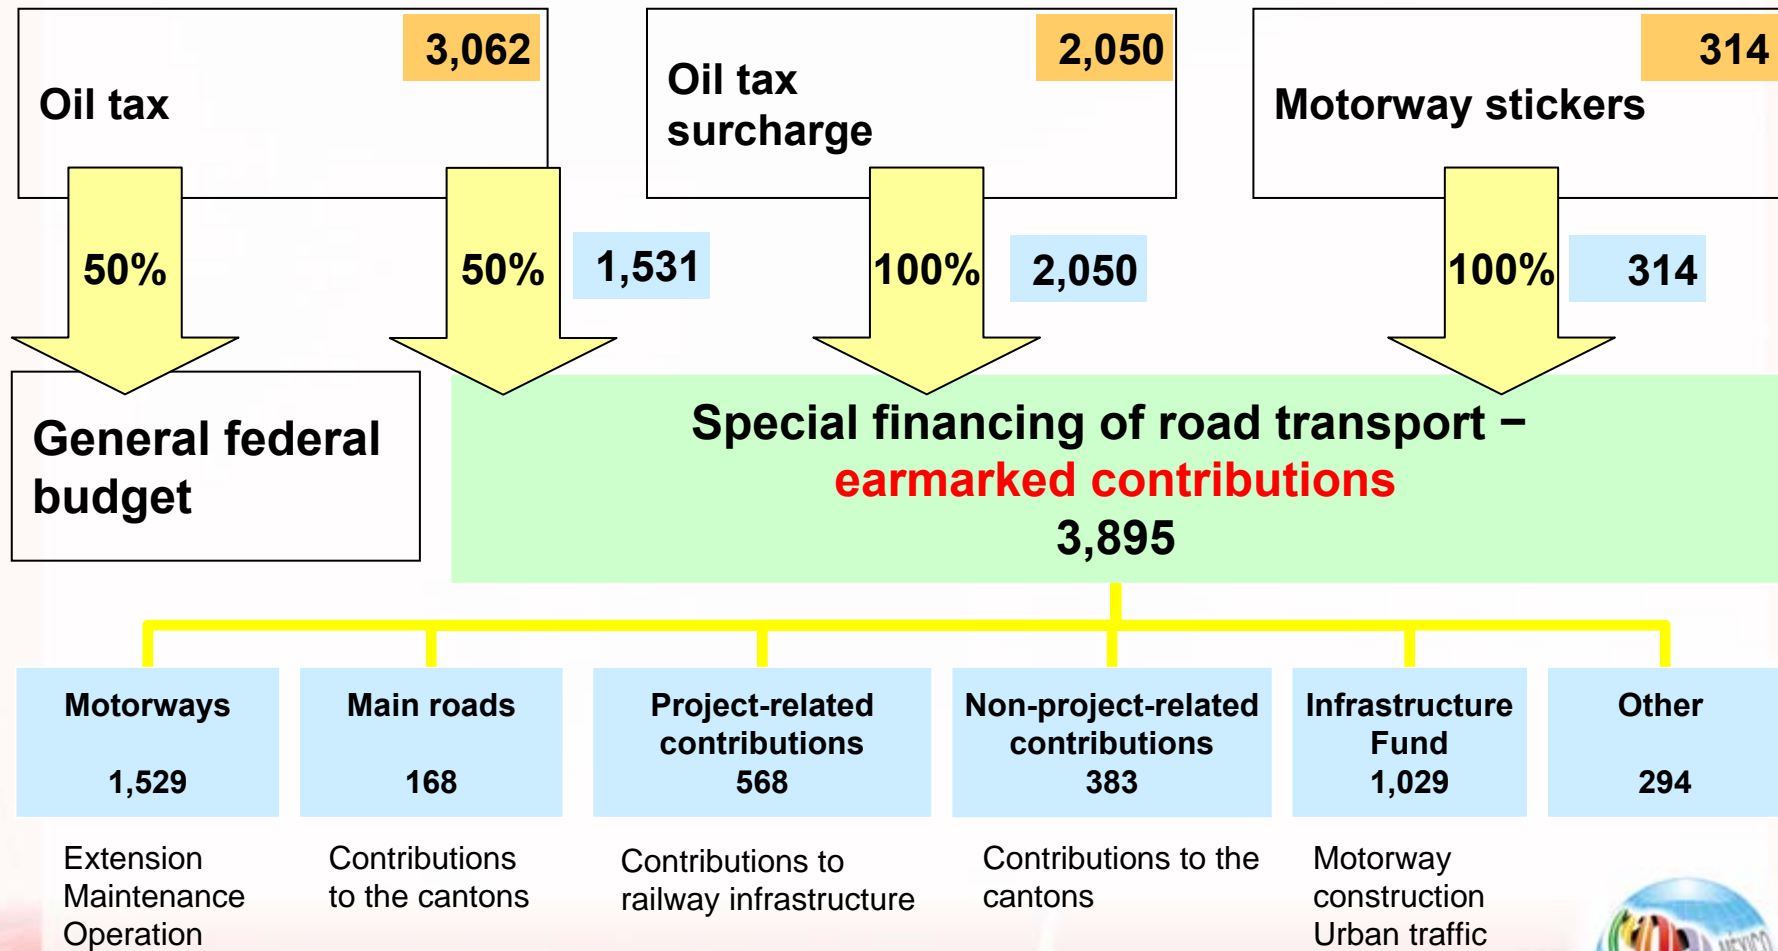 3,062
Oil tax
2,050
Oil tax
surcharge
314
Motorway stickers
50%
50%
1,531
100%
2,050
100%
314
General federal
budget
Special financing of road transport –
earmarked contributions
3,895
Motorways
1,529
Main roads
168
Project-related
contributions
568
Non-project-related
contributions
383
Infrastructure
Fund
1,029
Other
294
Extension
Maintenance
Operation
Contributions
to the cantons
Contributions to
railway infrastructure
Contributions to the
cantons
Motorway
construction
Urban traffic
MÉXICO